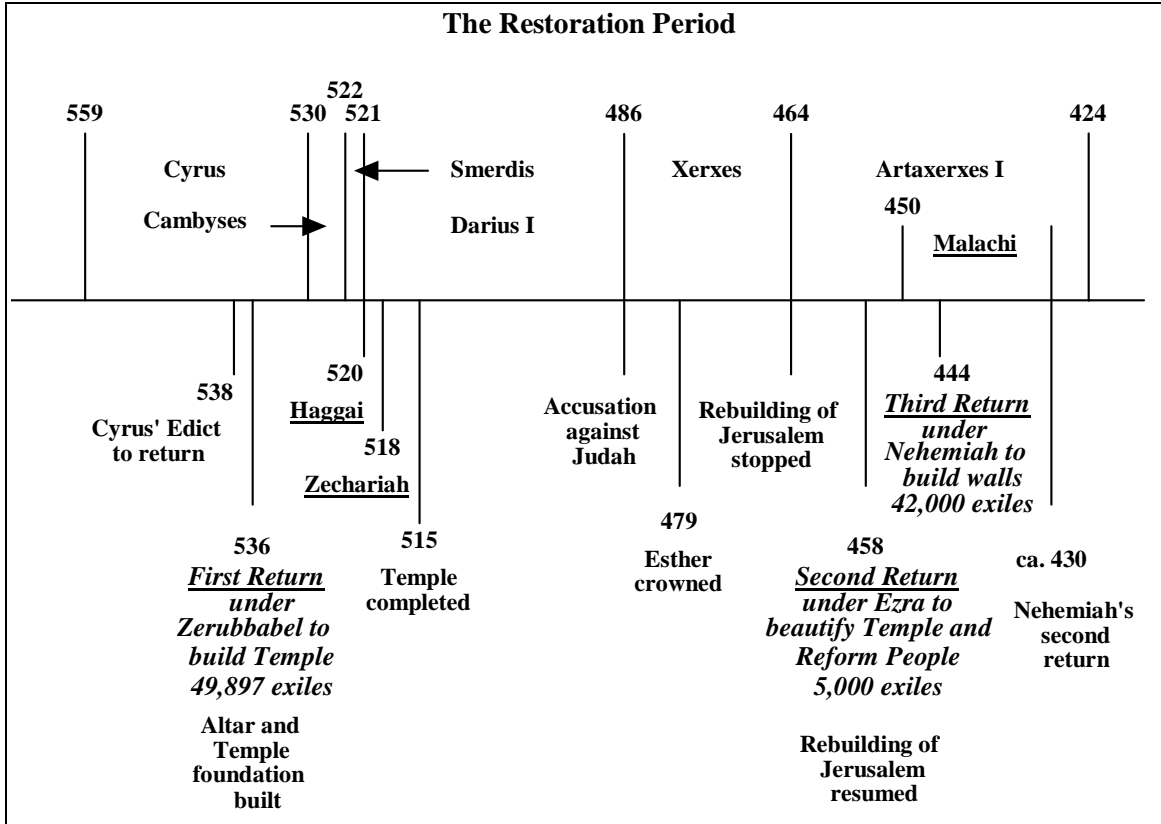 The Restoration Period
522
559
530
521
486
464
424
Cyrus
Smerdis
Xerxes
Artaxerxes I
Cambyses
Darius I
450
Malachi
538
Cyrus' Edict
to return
520
Haggai
518
Zechariah
Accusation
against
Judah
Rebuilding of
Jerusalem
stopped
444
Third Return
under
Nehemiah to
build walls
42,000 exiles
536
First Return
under
Zerubbabel to
build Temple
49,897 exiles
Altar and
Temple
foundation
built
515
Temple
completed
479
Esther
crowned
458
Second Return
under Ezra to
beautify Temple and
Reform People
5,000 exiles
Rebuilding of
Jerusalem
resumed
ca. 430
Nehemiah's
second
return